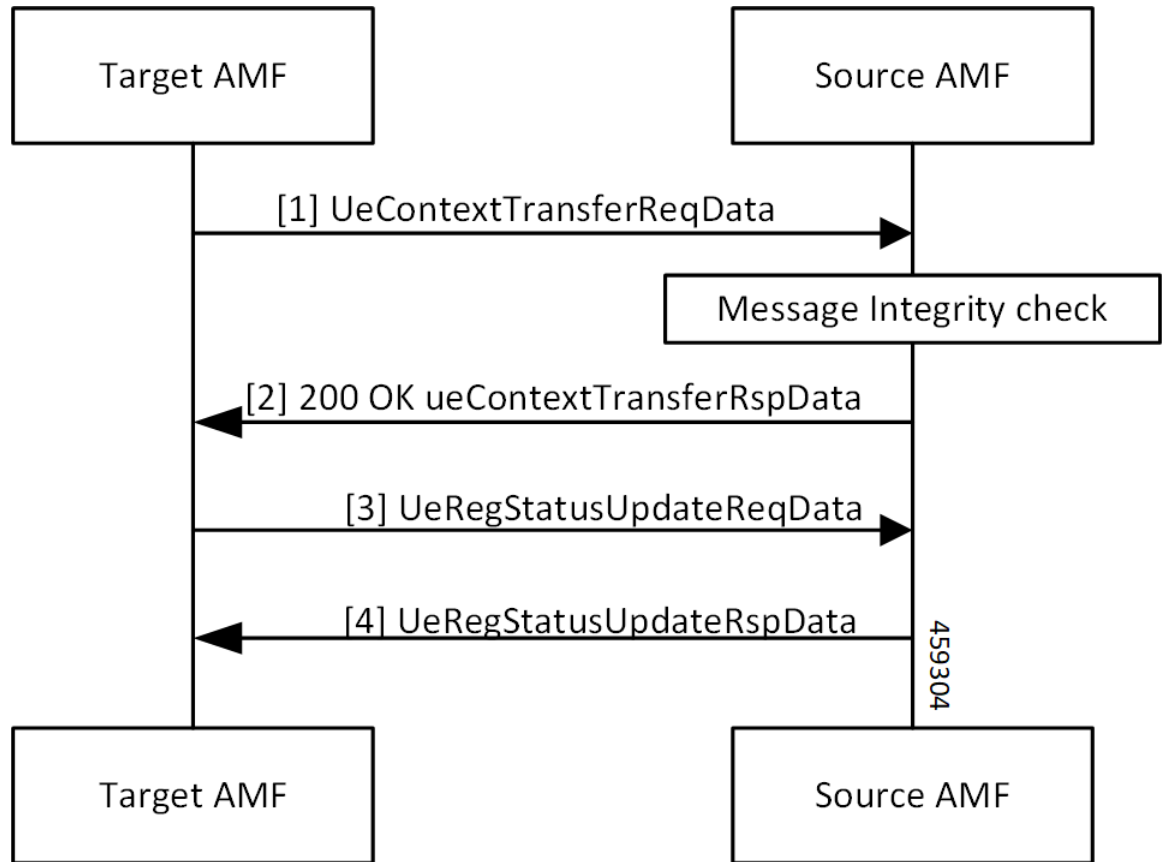 Target AMF
Source AMF
[1] UeContextTransferReqData
Message Integrity check
[2] 200 OK ueContextTransferRspData
[3] UeRegStatusUpdateReqData
[4] UeRegStatusUpdateRspData
459304
Target AMF
Source AMF